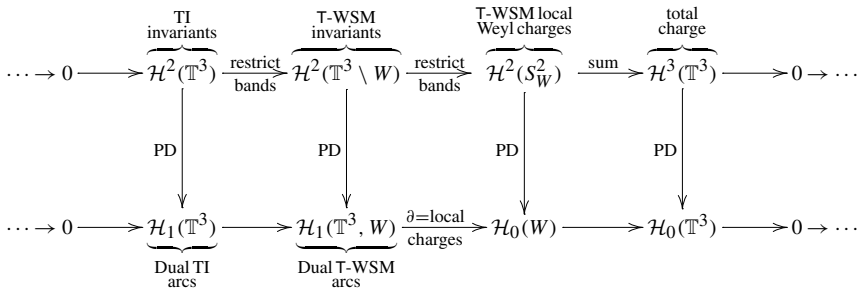 TI invariants T-WSM invariants T-WSM local Weyl charges total charge
⋯ → 0 ⟶ ℋ²(𝕋³) restrict bands ℋ²(𝕋³ \ W) restrict bands ℋ²(S²_W) sum ℋ³(𝕋³) ⟶ 0 → ⋯
PD PD PD PD
⋯ → 0 ⟶ ℋ₁(𝕋³) ⟶ ℋ₁(𝕋³, W) ∂=local charges ℋ₀(W) ⟶ ℋ₀(𝕋³) ⟶ 0 → ⋯
Dual TI arcs Dual T-WSM arcs